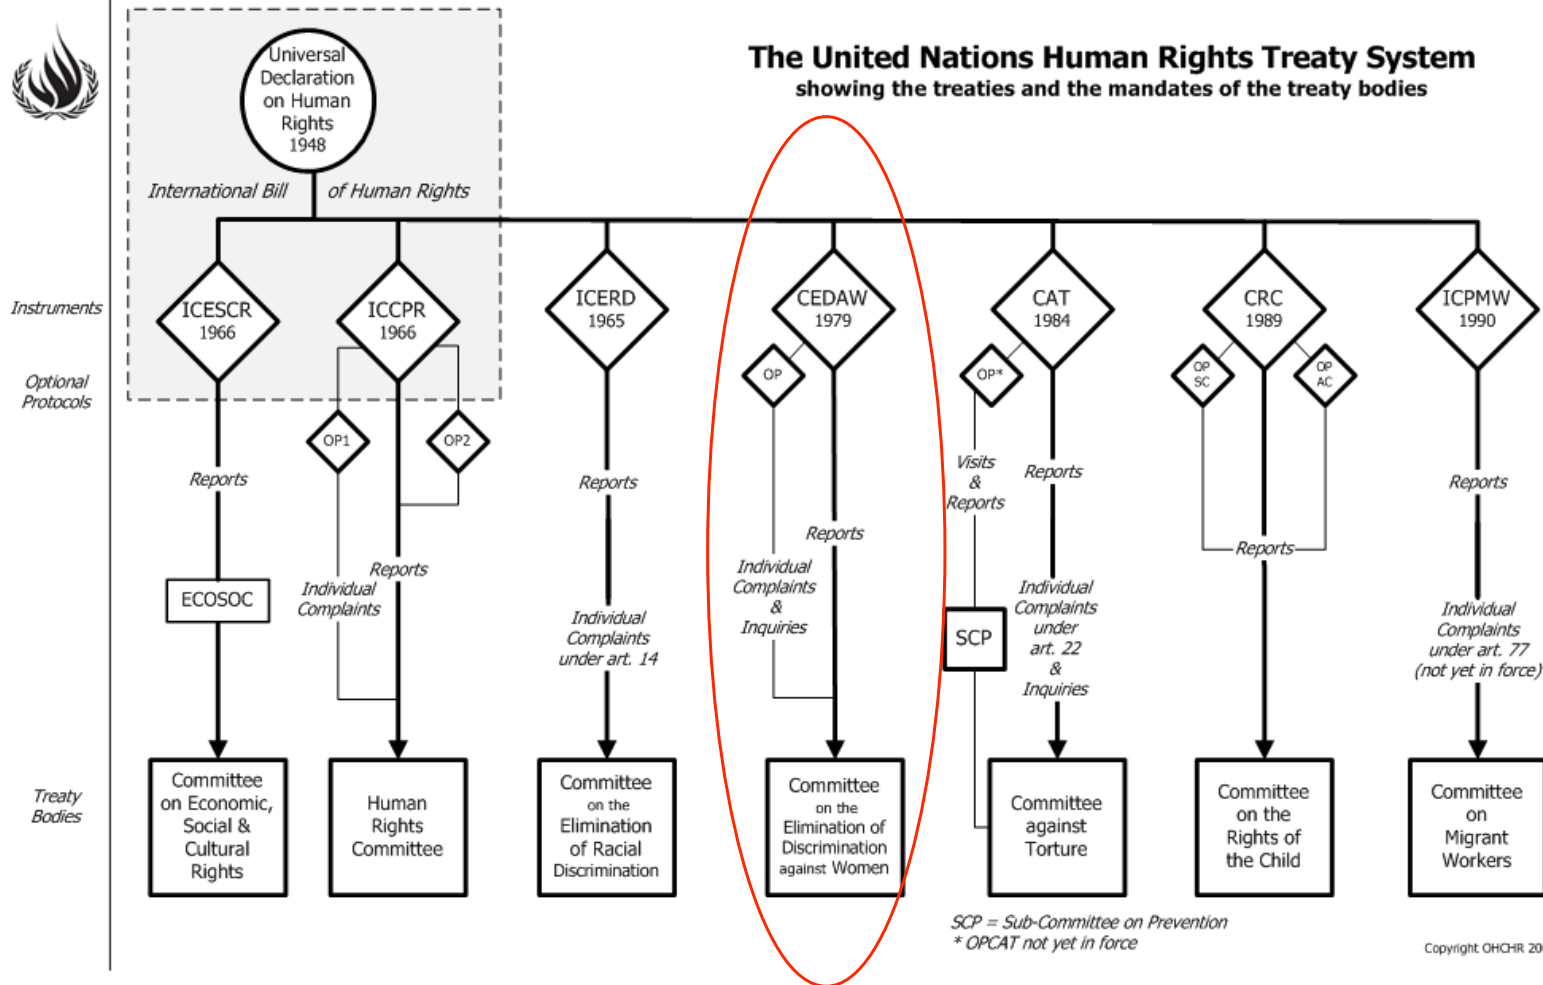 The United Nations Human Rights Treaty System
showing the treaties and the mandates of the treaty bodies
Universal
Declaration
on Human
Rights
1948
International Bill of Human Rights
Instruments
ICESCR
1966
ICCPR
1966
ICERD
1965
CEDAW
1979
CAT
1984
CRC
1989
ICPMW
1990
Optional
Protocols
OP1
OP2
OP
OP*
OP
SC
OP
AC
Reports
ECOSOC
Individual
Complaints
Reports
Reports
Individual
Complaints
under art. 14
Individual
Complaints
&
Inquiries
Reports
Visits
&
Reports
SCP
Reports
Individual
Complaints
under
art. 22
&
Inquiries
Reports
Reports
Individual
Complaints
under art. 77
(not yet in force)
Treaty
Bodies
Committee
on Economic,
Social &
Cultural
Rights
Human
Rights
Committee
Committee
on the
Elimination
of Racial
Discrimination
Committee
on the
Elimination of
Discrimination
against Women
Committee
against
Torture
Committee
on the
Rights of
the Child
Committee
on
Migrant
Workers
SCP = Sub-Committee on Prevention
* OPCAT not yet in force
Copyright OHCHR 20